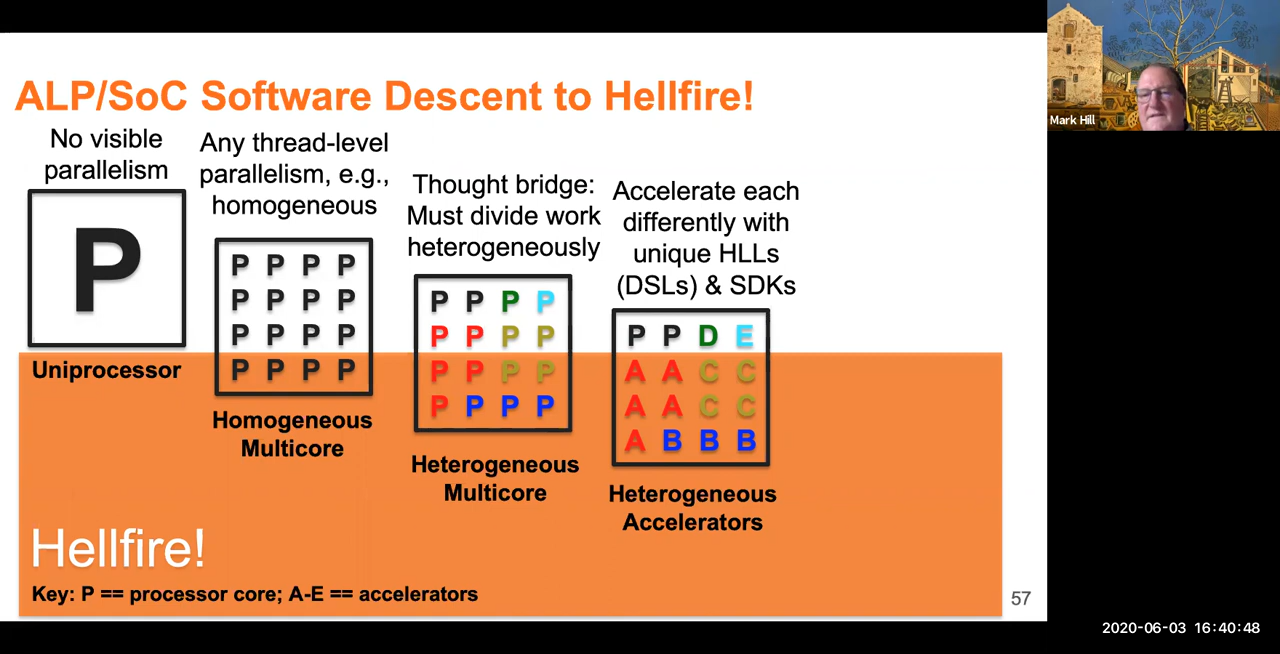 ALP/SoC Software Descent to Hellfire!
No visible
parallelism
P
Uniprocessor
Any thread-level
parallelism, e.g.,
homogeneous
P P P P
P P P P
P P P P
P P P P
Homogeneous
Multicore
Thought bridge:
Must divide work
heterogeneously
P P P P
P P P P
P P P P
P P P P
Heterogeneous
Multicore
Accelerate each
differently with
unique HLLs
(DSLs) & SDKs
P P D E
A A C C
A A C C
A B B B
Heterogeneous
Accelerators
Hellfire!
Key: P == processor core; A-E == accelerators
57
Mark Hill
2020-06-03 16:40:48